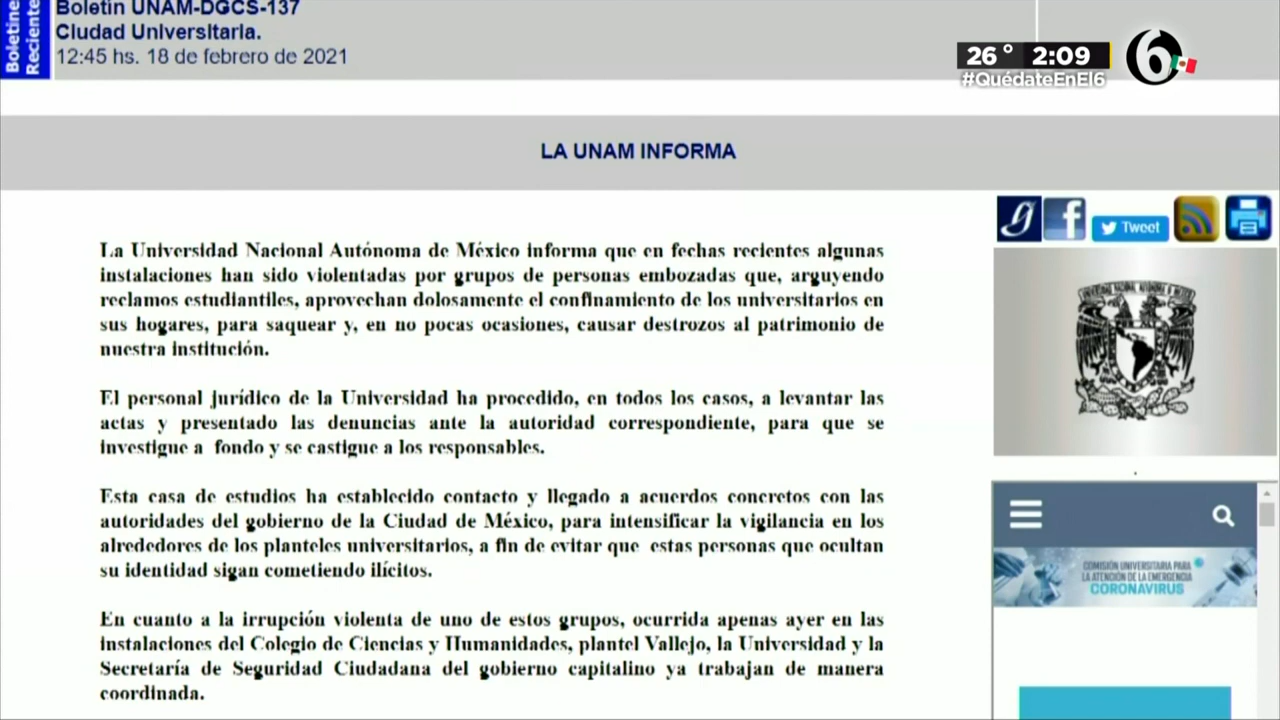 Boletines
Recientes
Boletín UNAM-DGCS-137
Ciudad Universitaria.
12:45 hs. 18 de febrero de 2021
26° 2:09
#QuédateEnEl6
6
LA UNAM INFORMA
f
Tweet
La Universidad Nacional Autónoma de México informa que en fechas recientes algunas
instalaciones han sido violentadas por grupos de personas embozadas que, arguyendo
reclamos estudiantiles, aprovechan dolosamente el confinamiento de los universitarios en
sus hogares, para saquear y, en no pocas ocasiones, causar destrozos al patrimonio de
nuestra institución.
El personal jurídico de la Universidad ha procedido, en todos los casos, a levantar las
actas y presentado las denuncias ante la autoridad correspondiente, para que se
investigue a fondo y se castigue a los responsables.
Esta casa de estudios ha establecido contacto y llegado a acuerdos concretos con las
autoridades del gobierno de la Ciudad de México, para intensificar la vigilancia en los
alrededores de los planteles universitarios, a fin de evitar que estas personas que ocultan
su identidad sigan cometiendo ilícitos.
En cuanto a la irrupción violenta de uno de estos grupos, ocurrida apenas ayer en las
instalaciones del Colegio de Ciencias y Humanidades, plantel Vallejo, la Universidad y la
Secretaría de Seguridad Ciudadana del gobierno capitalino ya trabajan de manera
coordinada.
COMISIÓN UNIVERSITARIA PARA
LA ATENCIÓN DE LA EMERGENCIA
CORONAVIRUS